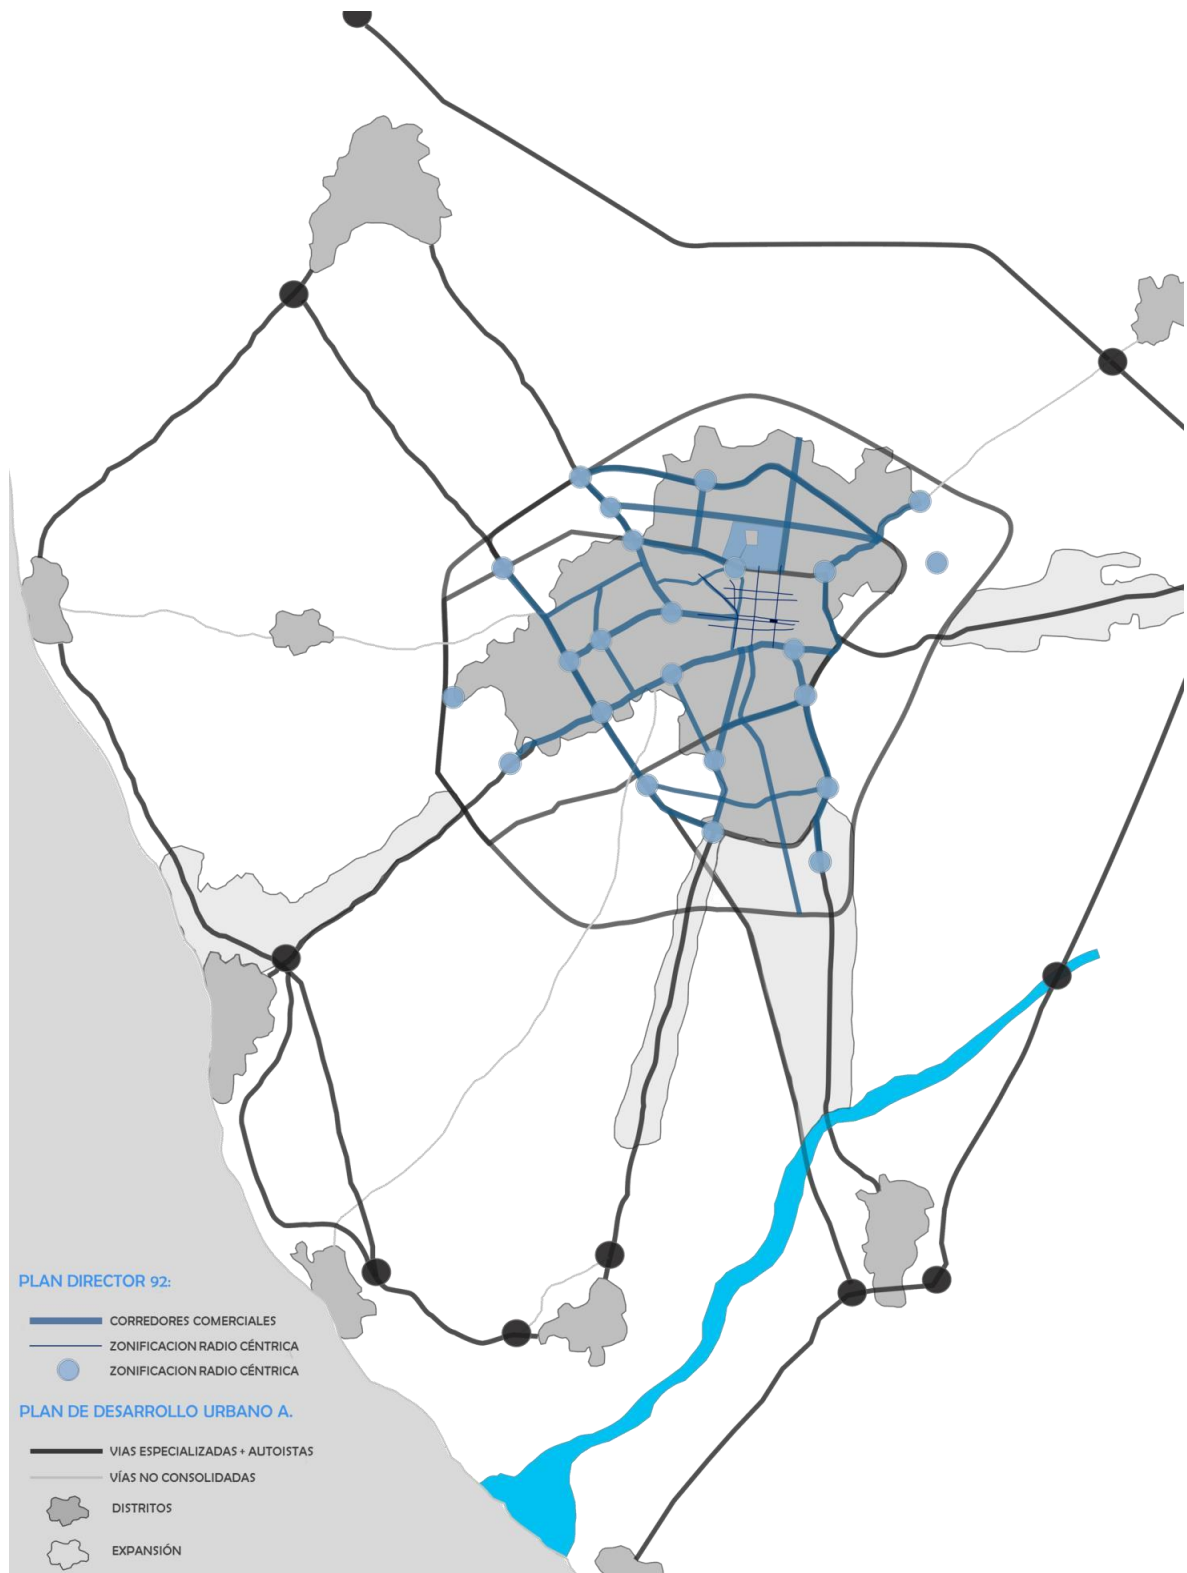 PLAN DIRECTOR 92:
CORREDORES COMERCIALES
ZONIFICACION RADIO CÉNTRICA
ZONIFICACION RADIO CÉNTRICA
PLAN DE DESARROLLO URBANO A.
VIAS ESPECIALIZADAS + AUTOISTAS
VÍAS NO CONSOLIDADAS
DISTRITOS
EXPANSIÓN